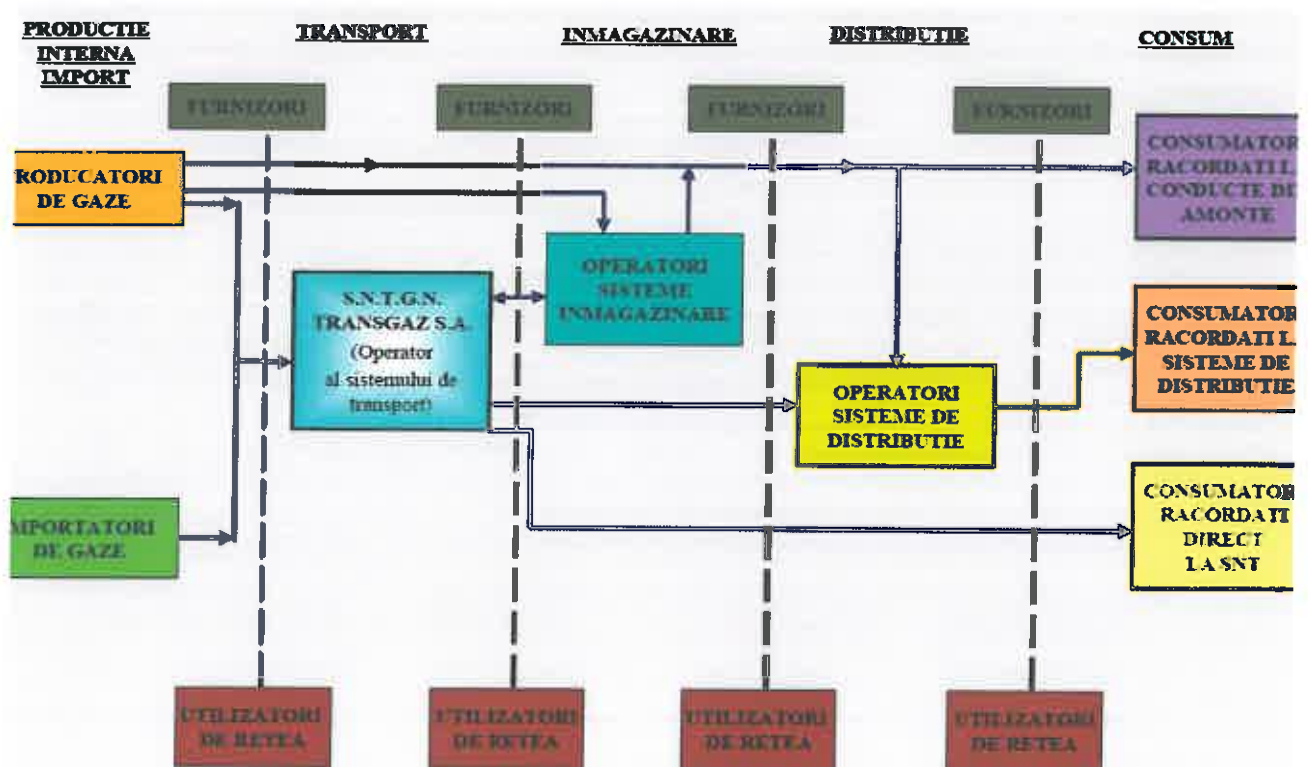 PRODUCTIE
INTERNA
IMPORT
TRANSPORT
INMAGAZINARE
DISTRIBUTIE
CONSUM
FURNIZORI
FURNIZORI
FURNIZORI
FURNIZORI
RODUCATORI
DE GAZE
CONSUMATOR
RACORDATI L
CONDUCTE DI
AMONTE
OPERATORI
SISTEME
INMAGAZINARE
S.N.T.G.N.
TRANSGAZ S.A.
(Operator
al sistemului de
transport)
CONSUMATOR
RACORDATI L
SISTEME DE
DISTRIBUTIE
OPERATORI
SISTEME DE
DISTRIBUTIE
MPORTATORI
DE GAZE
CONSUMATOR
RACORDATI
DIRECT
LA SNT
UTILIZATORI
DE RETEA
UTILIZATORI
DE RETEA
UTILIZATORI
DE RETEA
UTILIZATORI
DE RETEA